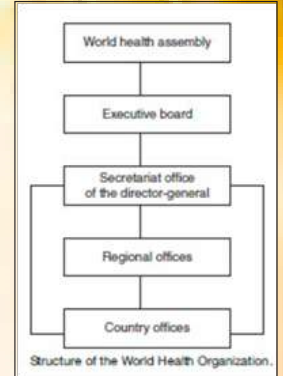 World health assembly
Executive board
Secretariat office
of the director-general
Regional offices
Country offices
Structure of the World Health Organization.